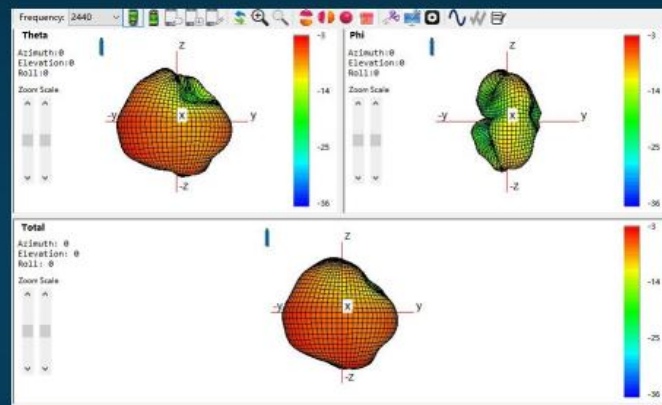 Frequency: 2440
Theta
Azimuth:0
Elevation:0
Roll:0
Zoom Scale
z
-y
x
y
-z
-3
-14
-25
-36
Phi
Azimuth:0
Elevation:0
Roll:0
Zoom Scale
z
-y
x
y
-z
-3
-14
-25
-36
Total
Azimuth: 0
Elevation: 0
Roll: 0
Zoom Scale
z
-y
x
y
-z
-3
-14
-25
-36